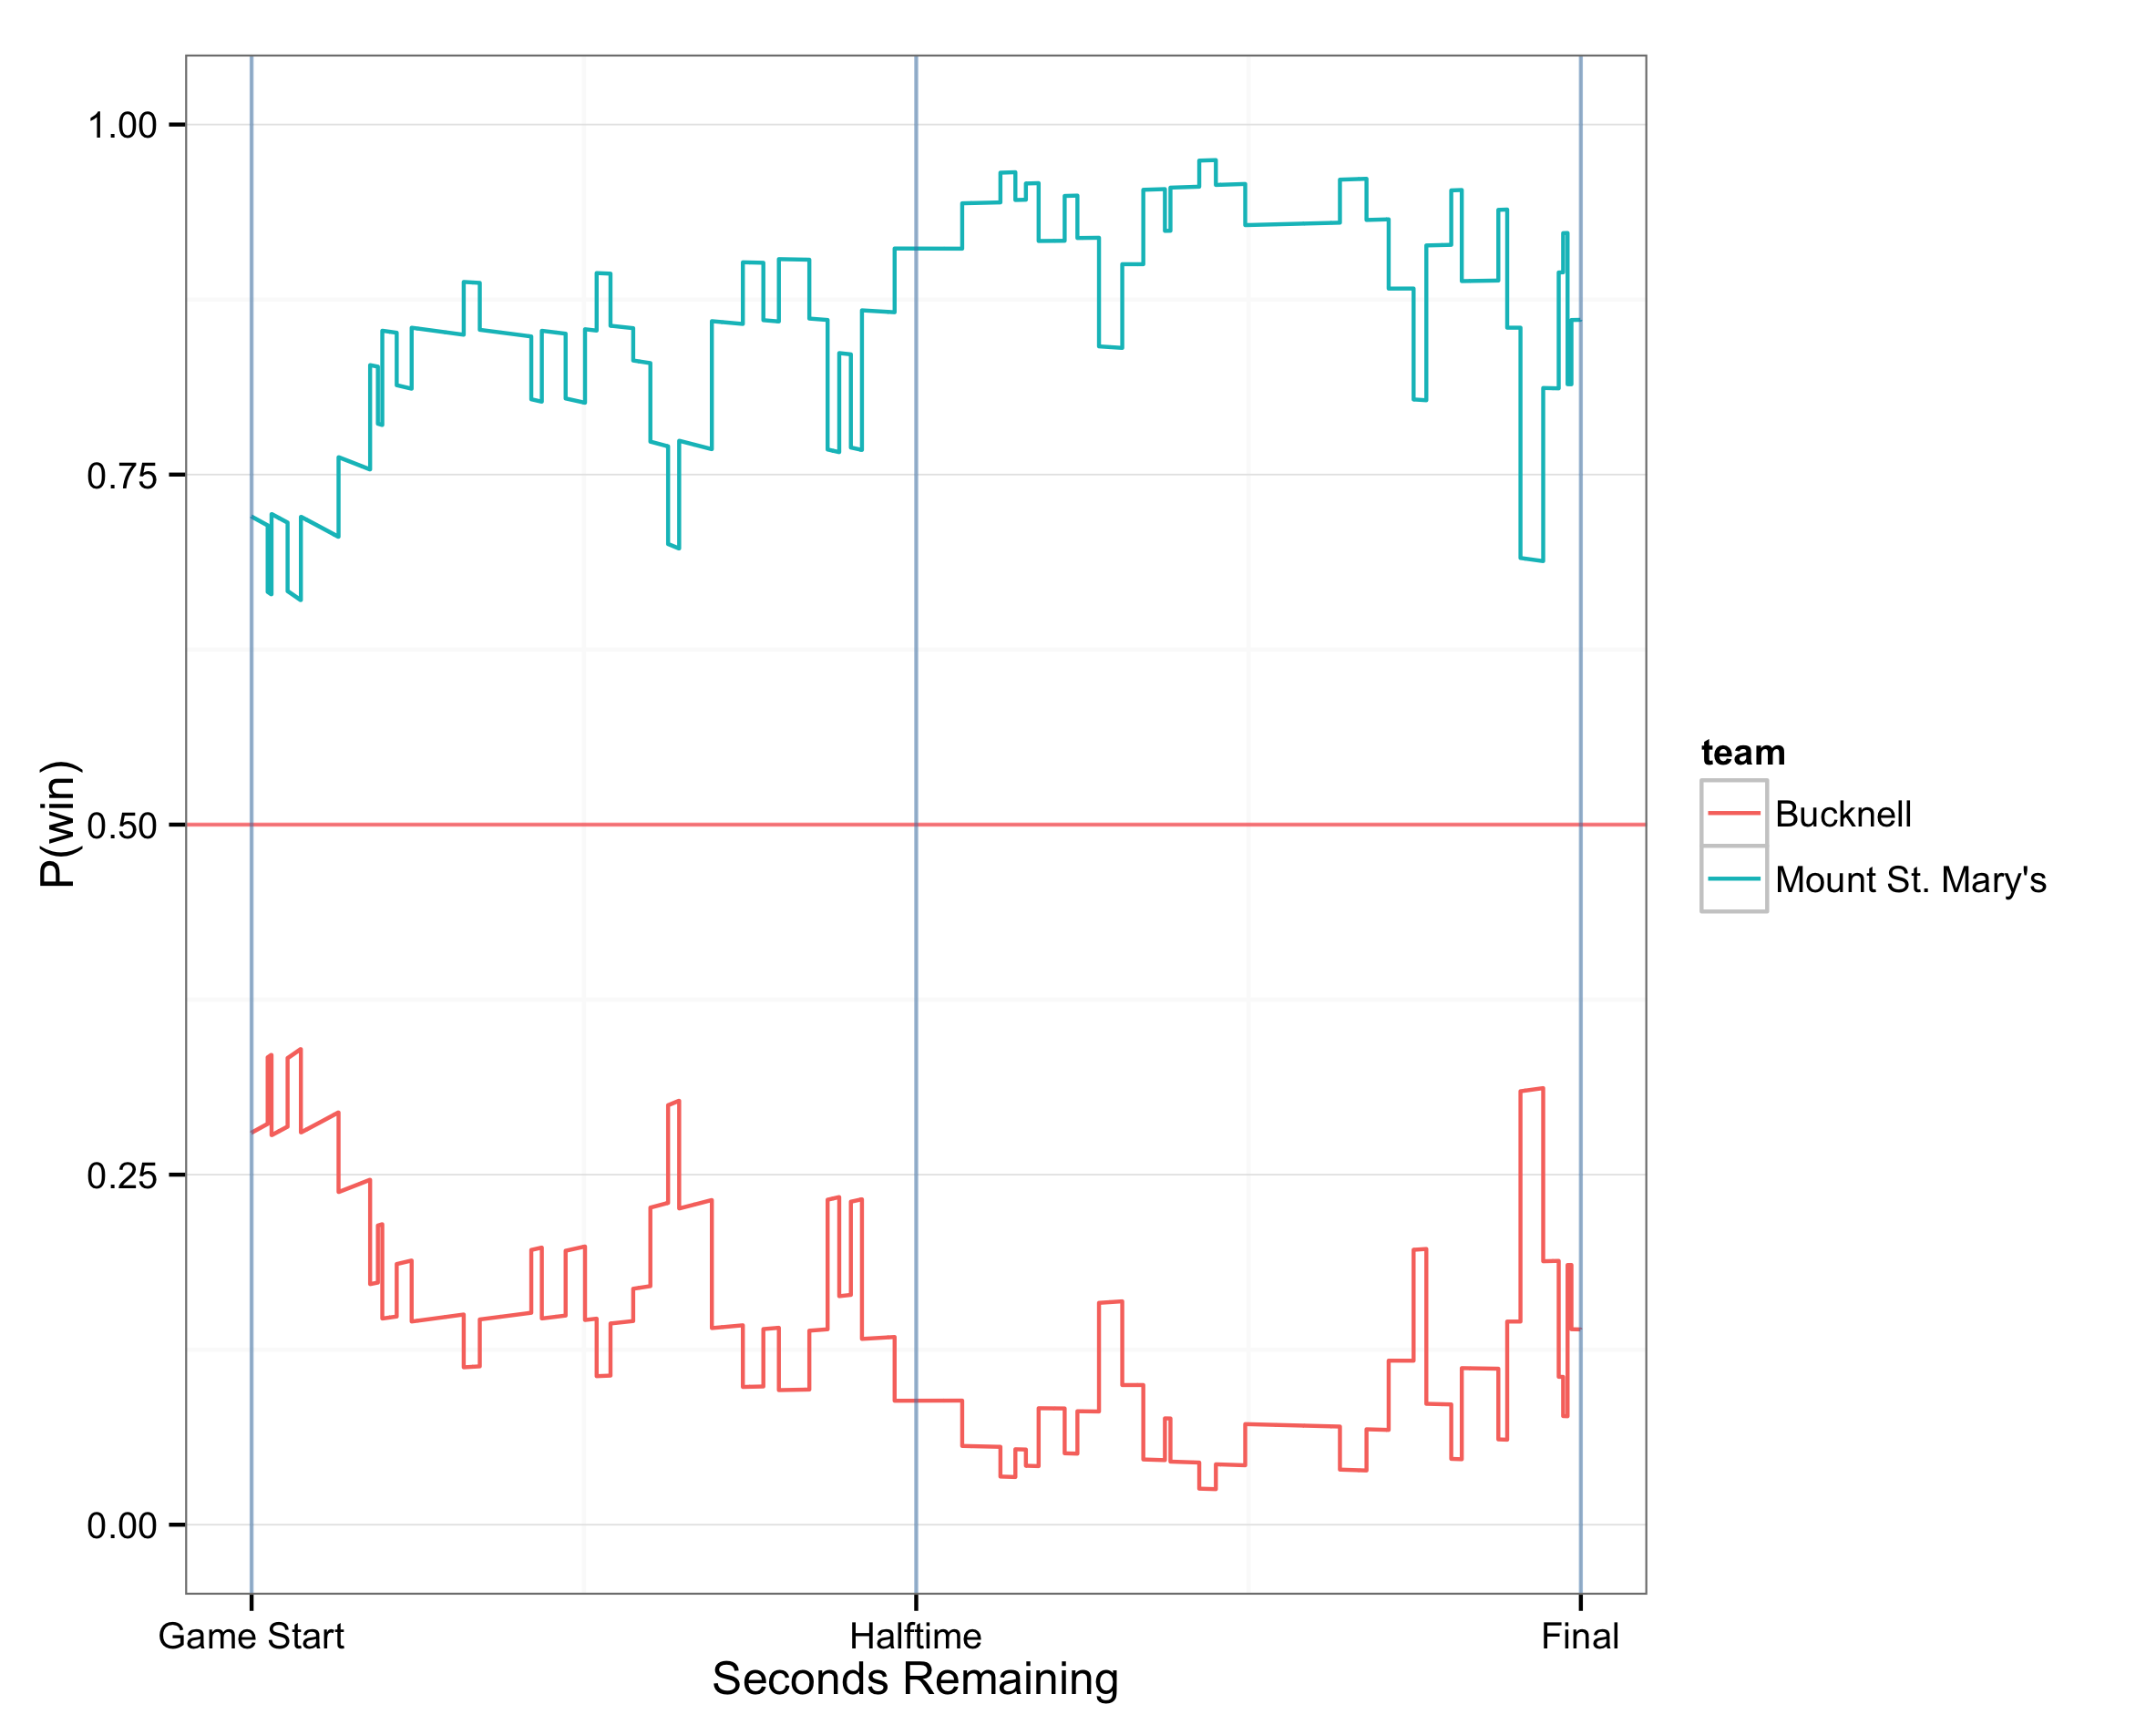 P(win)
1.00
0.75
0.50
0.25
0.00
Game Start
Halftime
Final
Seconds Remaining
team
Bucknell
Mount St. Mary's